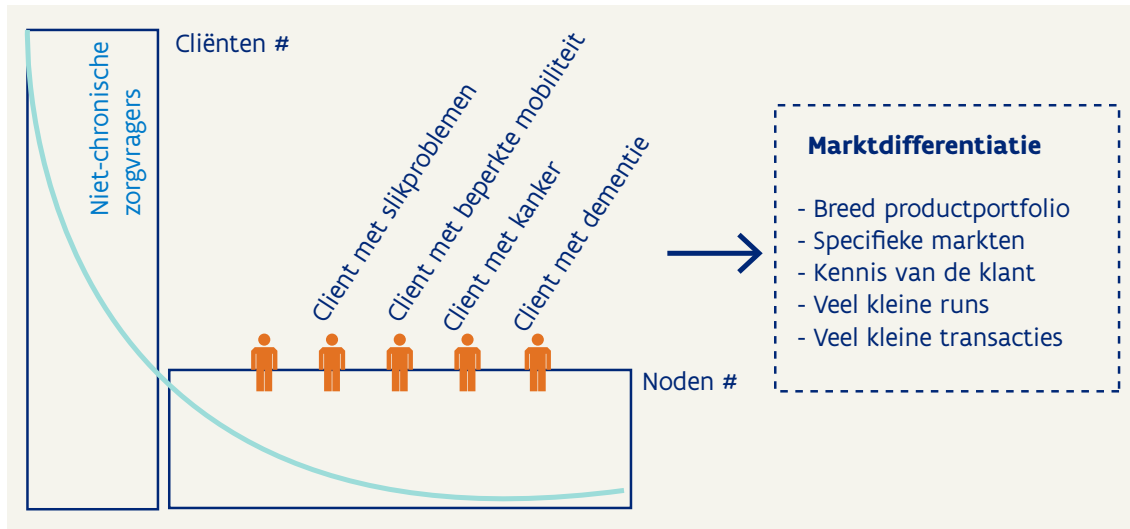 Cliënten #
Niet-chronische
zorgvragers
Client met slikproblemen
Client met beperkte mobiliteit
Client met kanker
Client met dementie
Noden #
Marktdifferentiatie
- Breed productportfolio
- Specifieke markten
- Kennis van de klant
- Veel kleine runs
- Veel kleine transacties